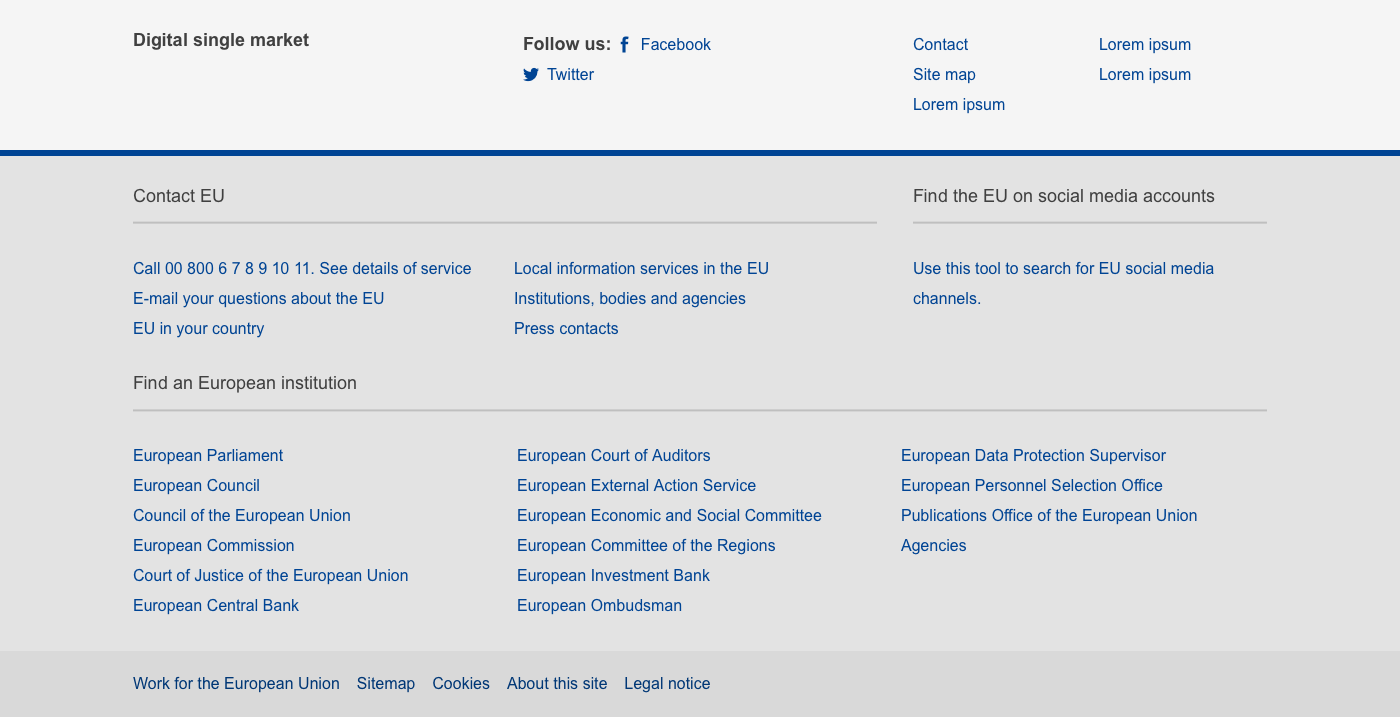 Digital single market
Follow us: Facebook
Twitter
Contact
Site map
Lorem ipsum
Lorem ipsum
Lorem ipsum
Contact EU
Call 00 800 6 7 8 9 10 11. See details of service
E-mail your questions about the EU
EU in your country
Local information services in the EU
Institutions, bodies and agencies
Press contacts
Find the EU on social media accounts
Use this tool to search for EU social media
channels.
Find an European institution
European Parliament
European Council
Council of the European Union
European Commission
Court of Justice of the European Union
European Central Bank
European Court of Auditors
European External Action Service
European Economic and Social Committee
European Committee of the Regions
European Investment Bank
European Ombudsman
European Data Protection Supervisor
European Personnel Selection Office
Publications Office of the European Union
Agencies
Work for the European Union Sitemap Cookies About this site Legal notice